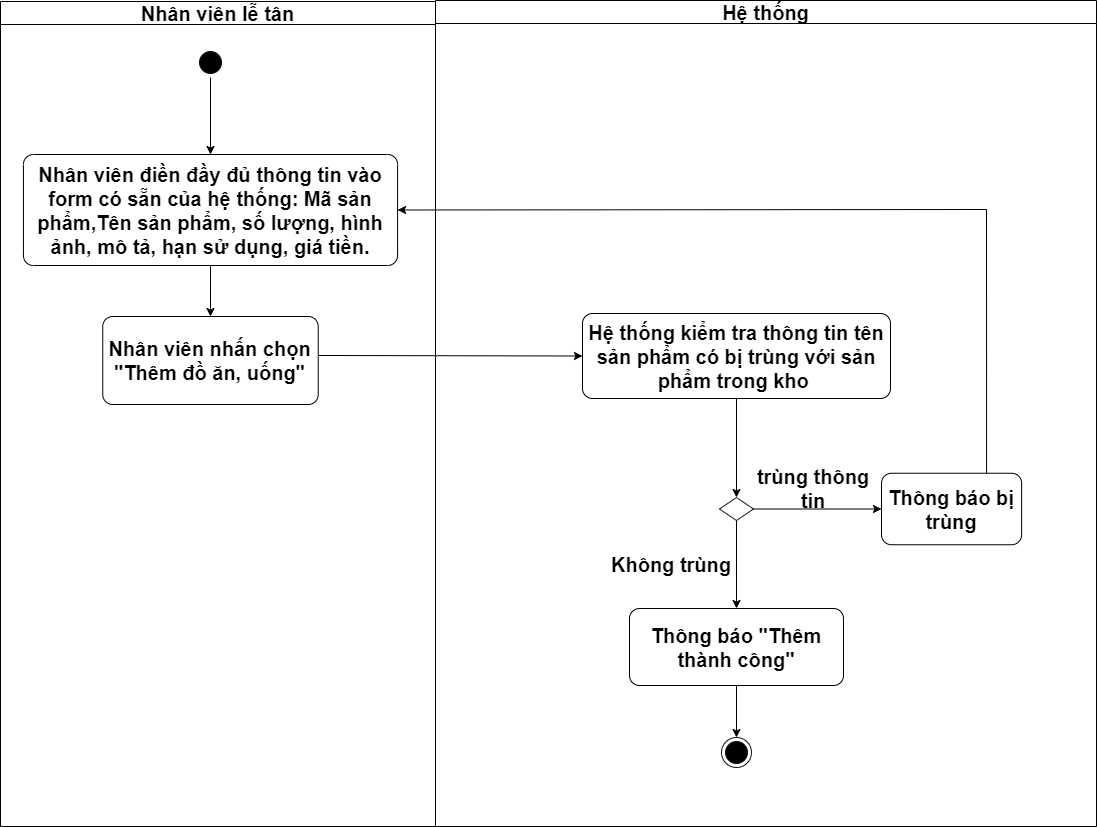 Nhân viên lễ tân
Hệ thống
Nhân viên điền đầy đủ thông tin vào
form có sẵn của hệ thống: Mã sản
phẩm,Tên sản phẩm, số lượng, hình
ảnh, mô tả, hạn sử dụng, giá tiền.
Nhân viên nhấn chọn
"Thêm đồ ăn, uống"
Hệ thống kiểm tra thông tin tên
sản phẩm có bị trùng với sản
phẩm trong kho
trùng thông
tin
Thông báo bị
trùng
Không trùng
Thông báo "Thêm
thành công"